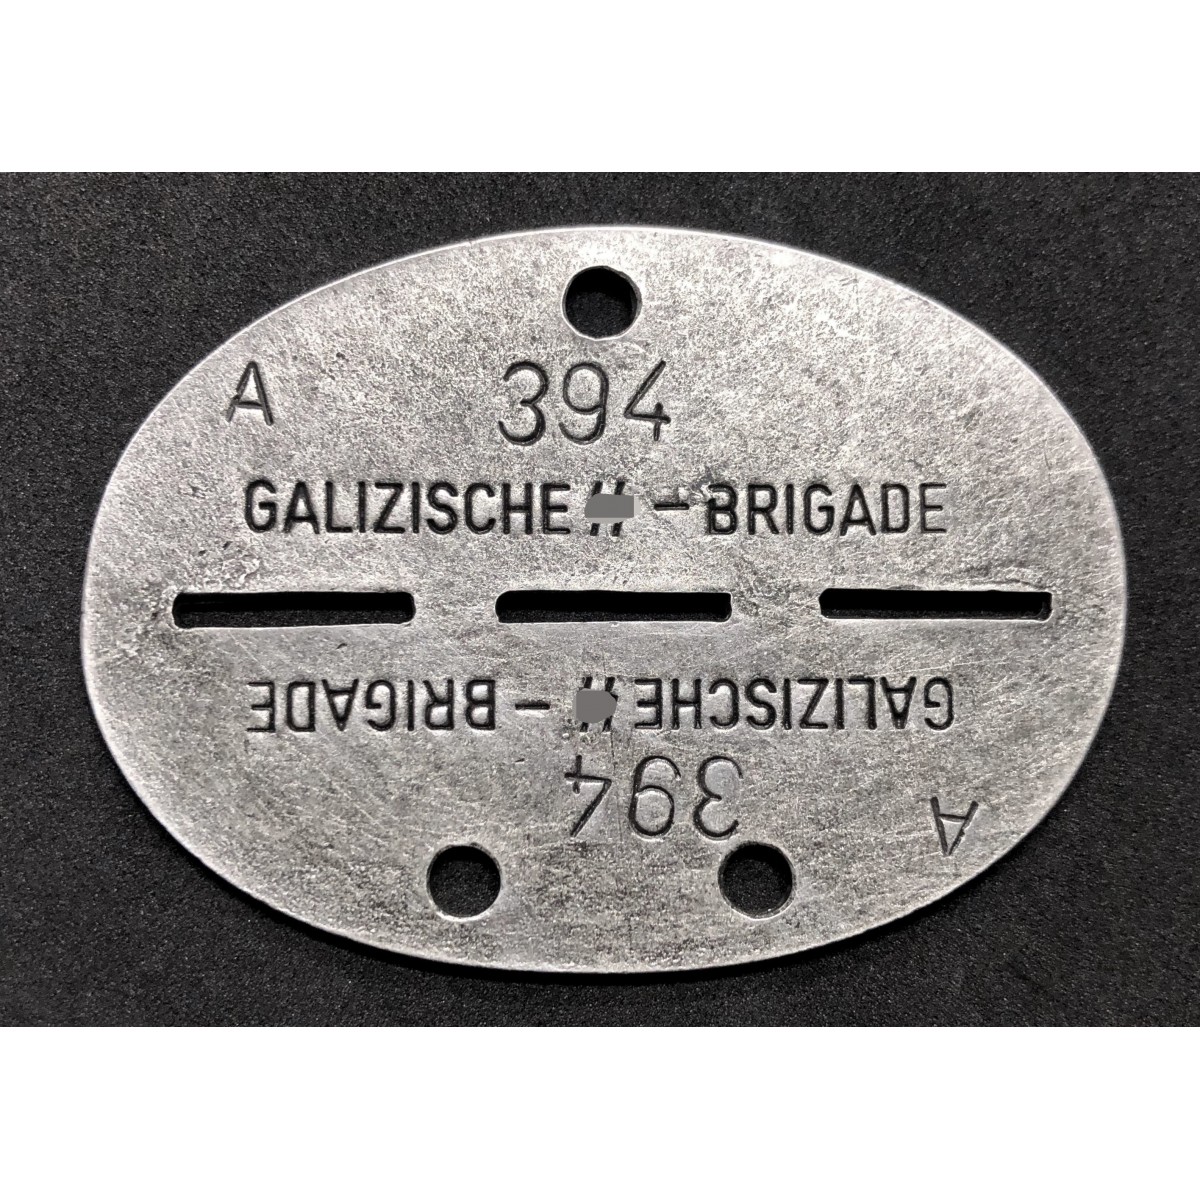 A 394
GALIZISCHE - BRIGADE
GALIZISCHE - BRIGADE
394
A